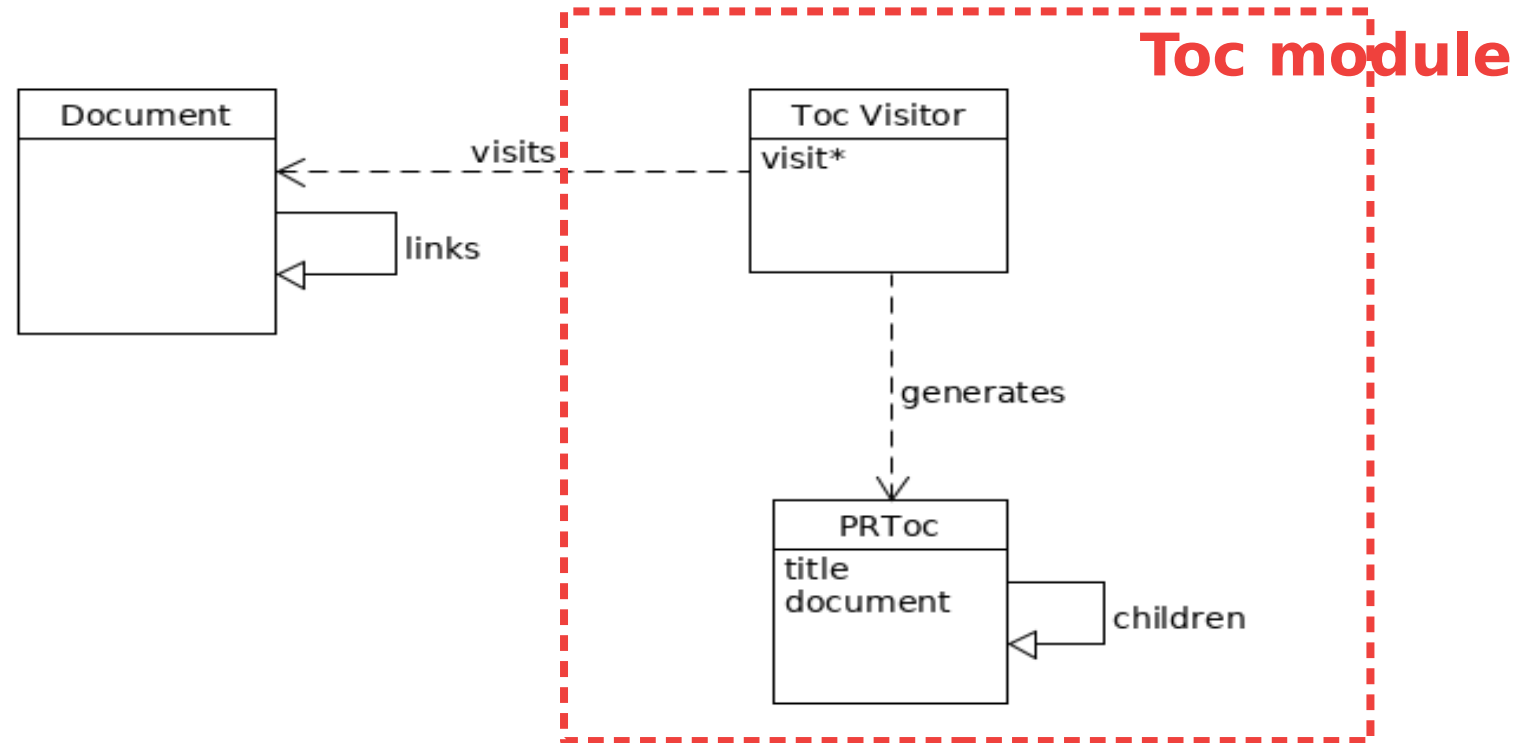 Toc module
Document
Toc Visitor
visits
visit*
links
generates
PRToc
title
document
children